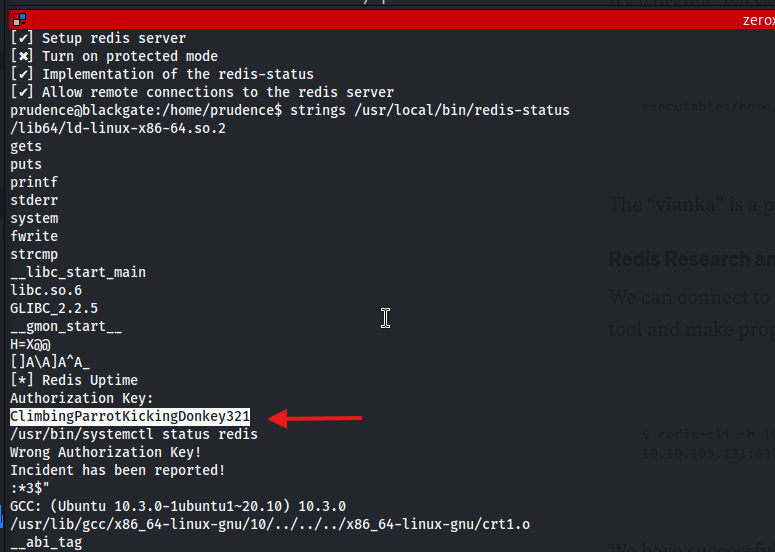 zerox
[✔] Setup redis server
[✖] Turn on protected mode
[✔] Implementation of the redis-status
[✔] Allow remote connections to the redis server
prudence@blackgate:/home/prudence$ strings /usr/local/bin/redis-status
/lib64/ld-linux-x86-64.so.2
gets
puts
printf
stderr
system
fwrite
strcmp
__libc_start_main
libc.so.6
GLIBC_2.2.5
__gmon_start__
H=X@@
[]A\A]A^A_
[*] Redis Uptime
Authorization Key:
ClimbingParrotKickingDonkey321
/usr/bin/systemctl status redis
Wrong Authorization Key!
Incident has been reported!
:*3$"
GCC: (Ubuntu 10.3.0-1ubuntu1~20.10) 10.3.0
/usr/lib/gcc/x86_64-linux-gnu/10/../../../x86_64-linux-gnu/crt1.o
__abi_tag
executable:/home
The “vianka” is a p
Redis Research an
We can connect to
tool and make pro
$ redis-cli -h 1
10.10.105.131:63
We have successf